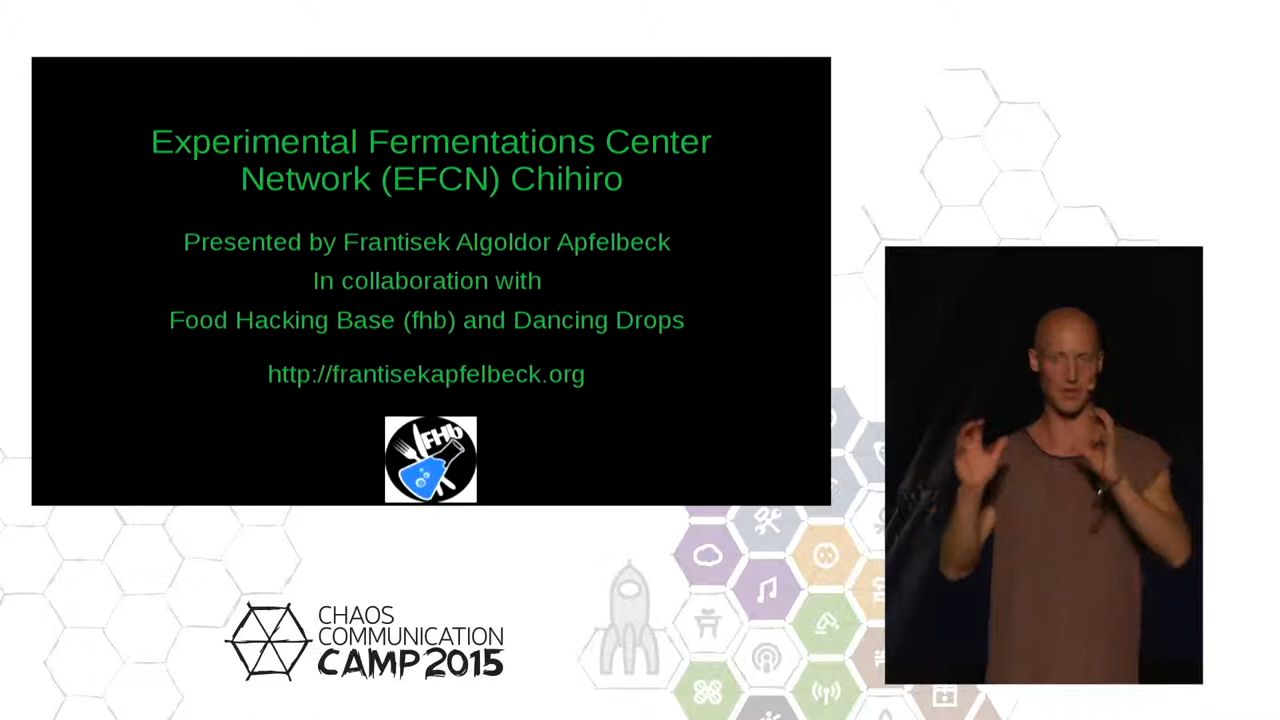 Experimental Fermentations Center
Network (EFCN) Chihiro
Presented by Frantisek Algoldor Apfelbeck
In collaboration with
Food Hacking Base (fhb) and Dancing Drops
http://frantisekapfelbeck.org
FHb
CHAOS
COMMUNICATION
CAMP 2015